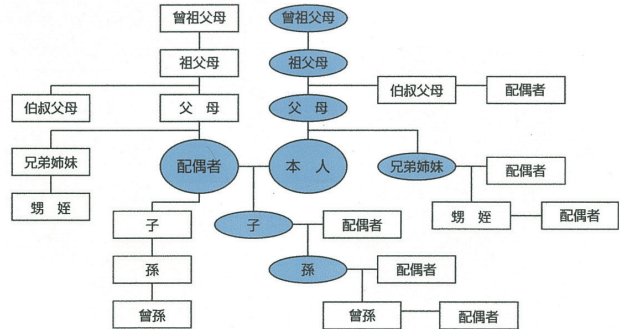 曾祖父母
曾祖父母
祖父母
祖父母
伯叔父母
配偶者
伯叔父母
父 母
父 母
兄弟姉妹
配偶者
本 人
兄弟姉妹
配偶者
甥 姪
甥 姪
配偶者
子
子
配偶者
孫
孫
配偶者
曾孫
曾孫
配偶者